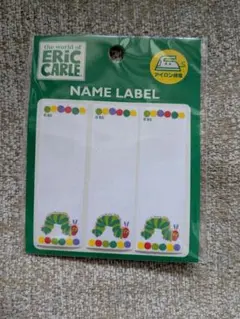 the world of
ERIC
CARLE
アイロン接着
NAME LABEL